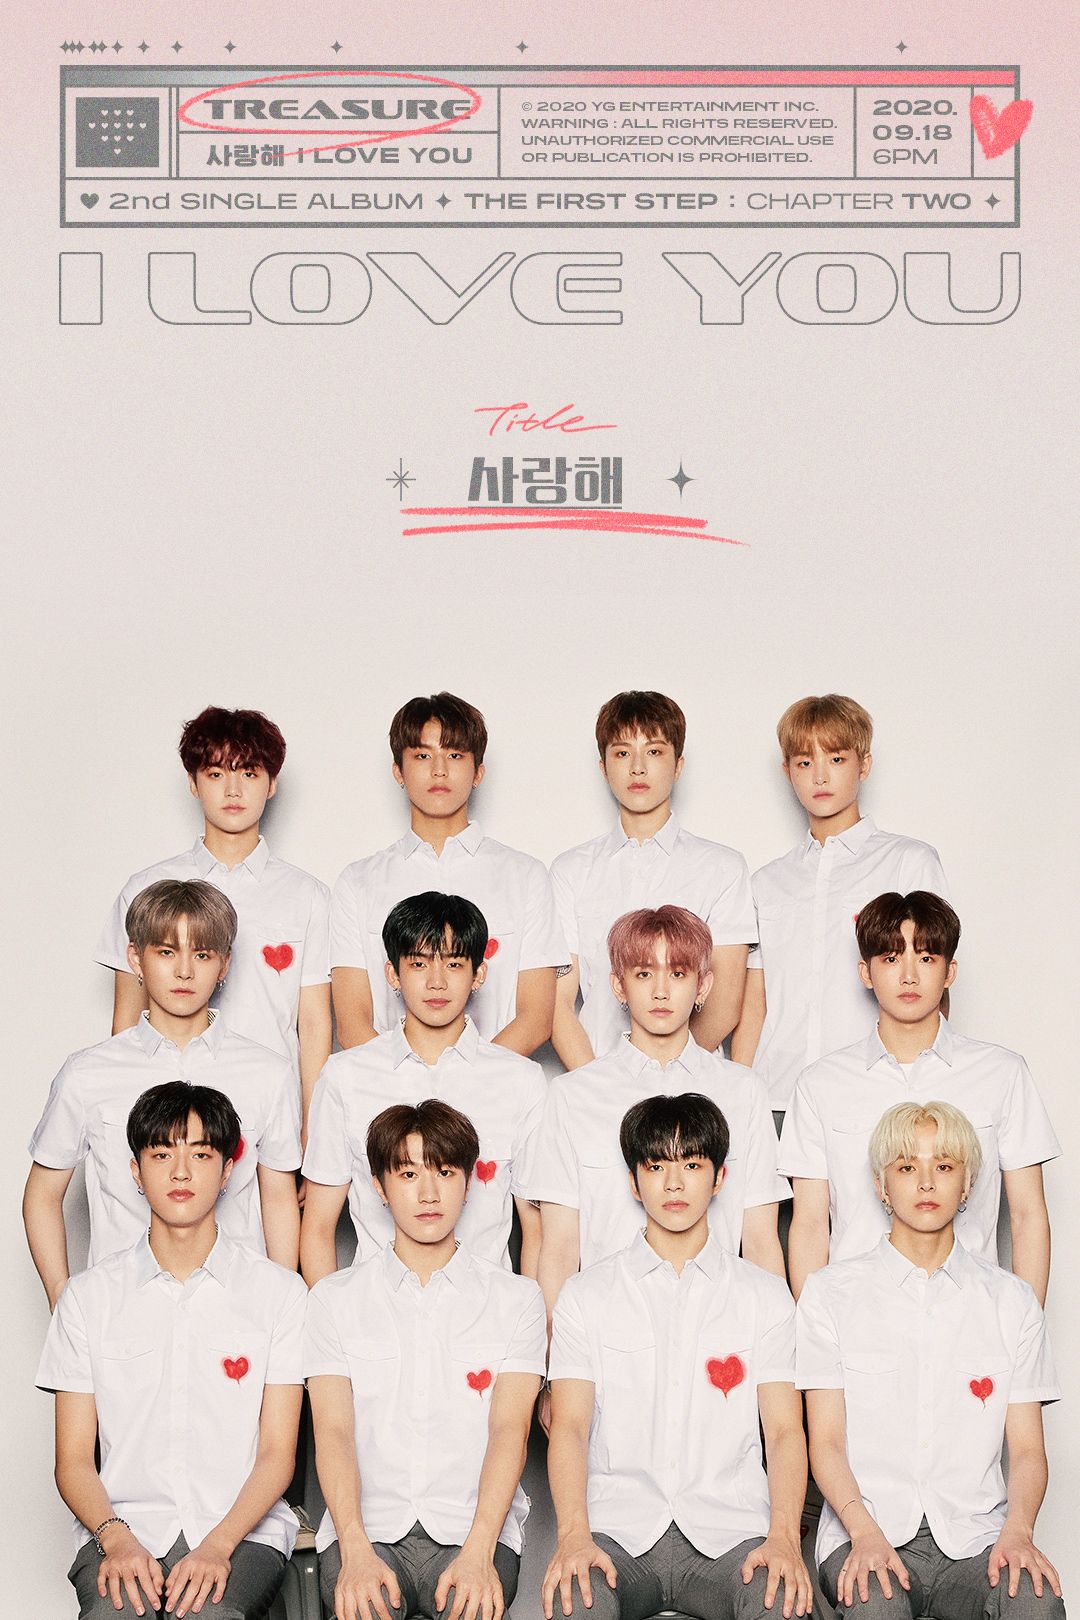 TREASURE
사랑해 I LOVE YOU
© 2020 YG ENTERTAINMENT INC.
WARNING : ALL RIGHTS RESERVED.
UNAUTHORIZED COMMERCIAL USE
OR PUBLICATION IS PROHIBITED.
2020.
09.18
6PM
♥ 2nd SINGLE ALBUM ✦ THE FIRST STEP : CHAPTER TWO ✦
I LOVE YOU
Title
사랑해